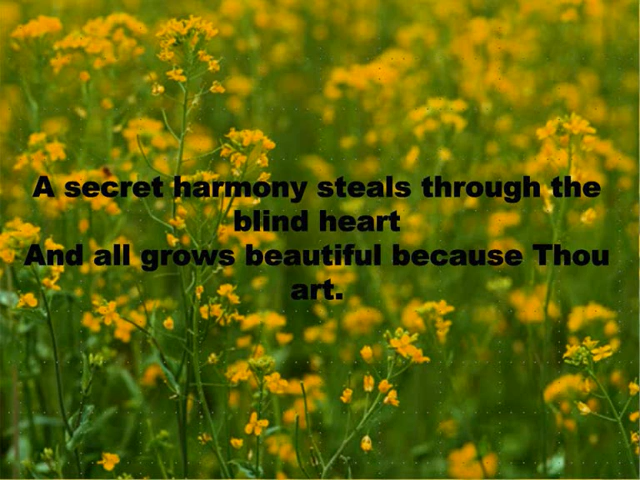 A secret harmony steals through the
blind heart
And all grows beautiful because Thou
art.